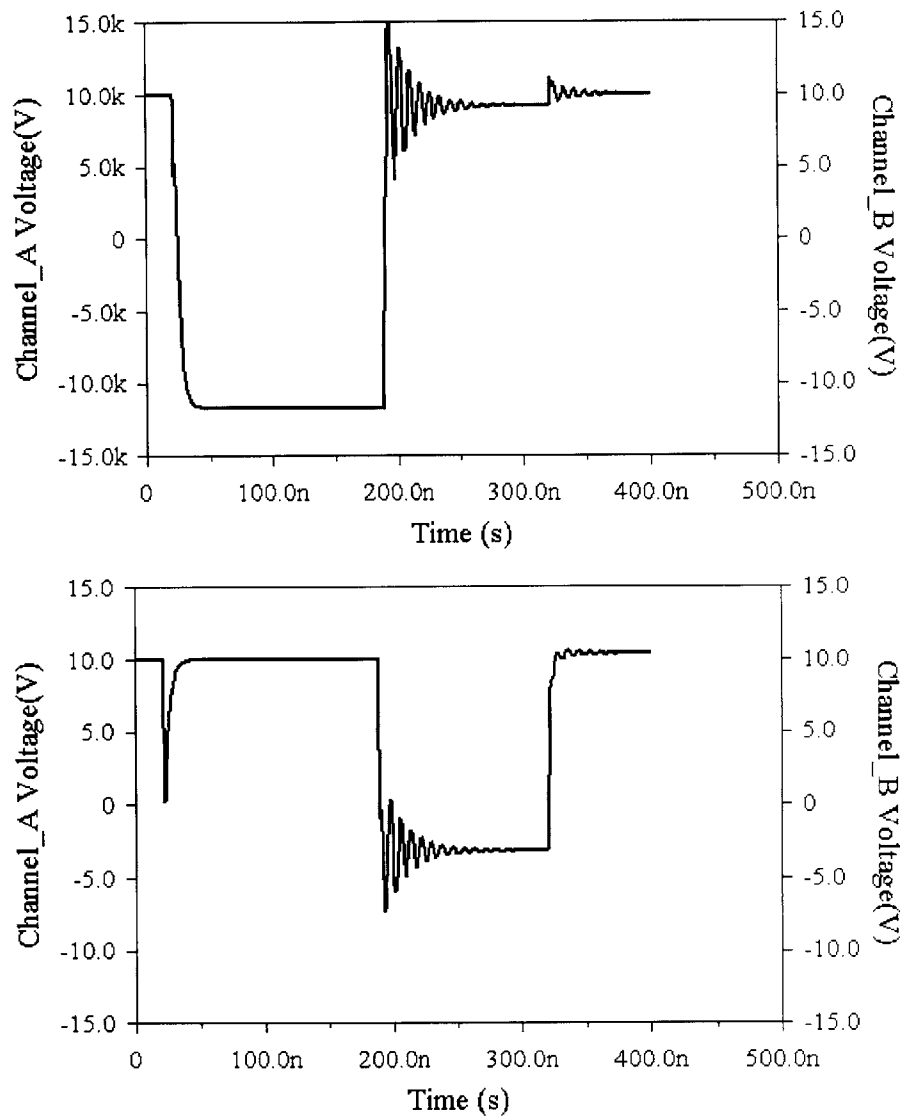 15.0k
10.0k
5.0k
0
-5.0k
-10.0k
-15.0k
Channel_A Voltage(V)
15.0
10.0
5.0
0
-5.0
-10.0
-15.0
Channel_B Voltage(V)
0 100.0n 200.0n 300.0n 400.0n 500.0n
Time (s)
15.0
10.0
5.0
0
-5.0
-10.0
-15.0
Channel_A Voltage(V)
15.0
10.0
5.0
0
-5.0
-10.0
-15.0
Channel_B Voltage(V)
0 100.0n 200.0n 300.0n 400.0n 500.0n
Time (s)